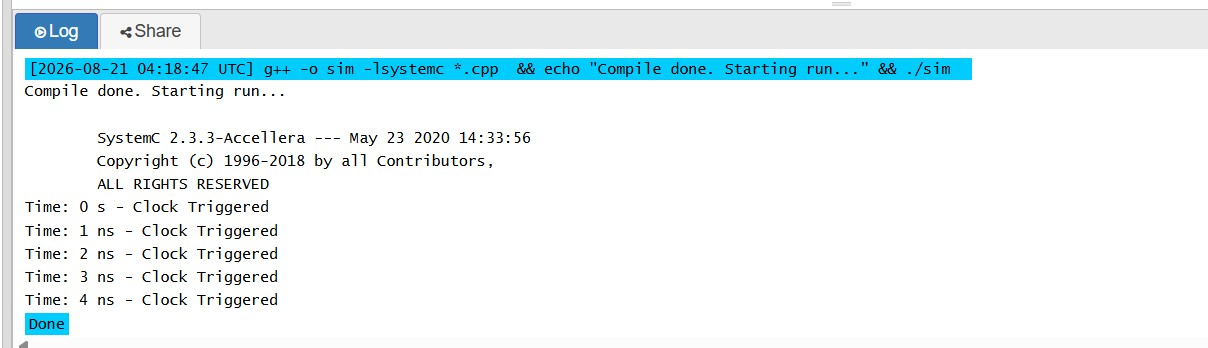 Log
Share
[2026-08-21 04:18:47 UTC] g++ -o sim -lsystemc *.cpp  && echo "Compile done. Starting run..." && ./sim
Compile done. Starting run...
SystemC 2.3.3-Accellera --- May 23 2020 14:33:56
Copyright (c) 1996-2018 by all Contributors,
ALL RIGHTS RESERVED
Time: 0 s - Clock Triggered
Time: 1 ns - Clock Triggered
Time: 2 ns - Clock Triggered
Time: 3 ns - Clock Triggered
Time: 4 ns - Clock Triggered
Done